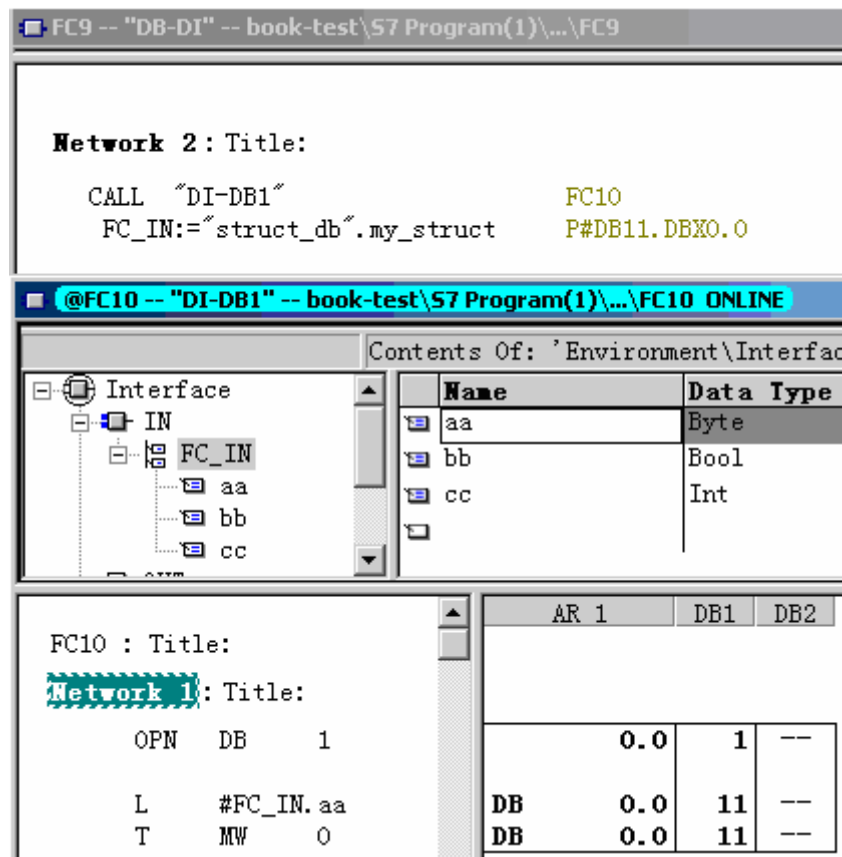 FC9 -- "DB-DI" -- book-test\S7 Program(1)\...\FC9
Network 2 : Title:
CALL "DI-DB1" FC10
FC_IN:="struct_db".my_struct P#DB11.DBX0.0
@FC10 -- "DI-DB1" -- book-test\S7 Program(1)\...\FC10 ONLINE
Contents Of: 'Environment\Interfac
Interface
IN
FC_IN
aa
bb
cc
Name Data Type
aa Byte
bb Bool
cc Int
FC10 : Title:
Network 1 : Title:
OPN DB 1
L #FC_IN.aa
T MW 0
AR 1 DB1 DB2
0.0 1 --
DB 0.0 11 --
DB 0.0 11 --